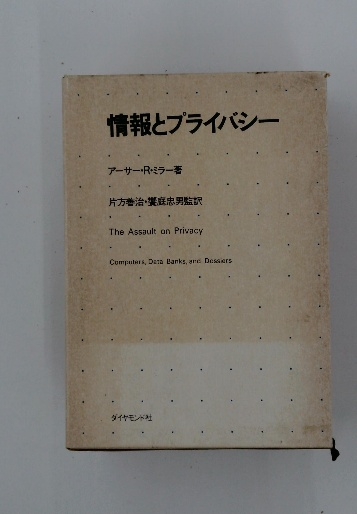 情報とプライバシー
アーサー・R・ミラー著
片方善治・饗庭忠男監訳
The Assault on Privacy
Computers, Data Banks, and Dossiers
ダイヤモンド社